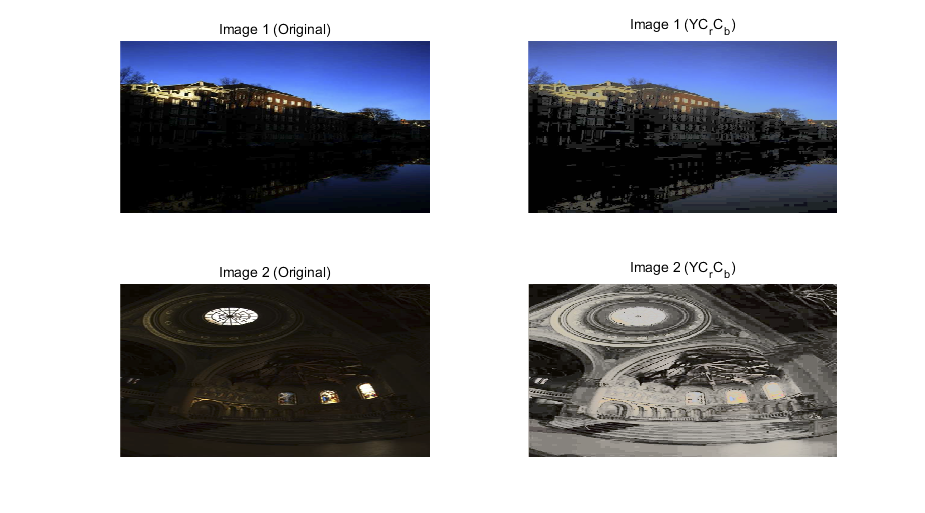 Image 1 (Original)
Image 1 (YCrCb)
Image 2 (Original)
Image 2 (YCrCb)